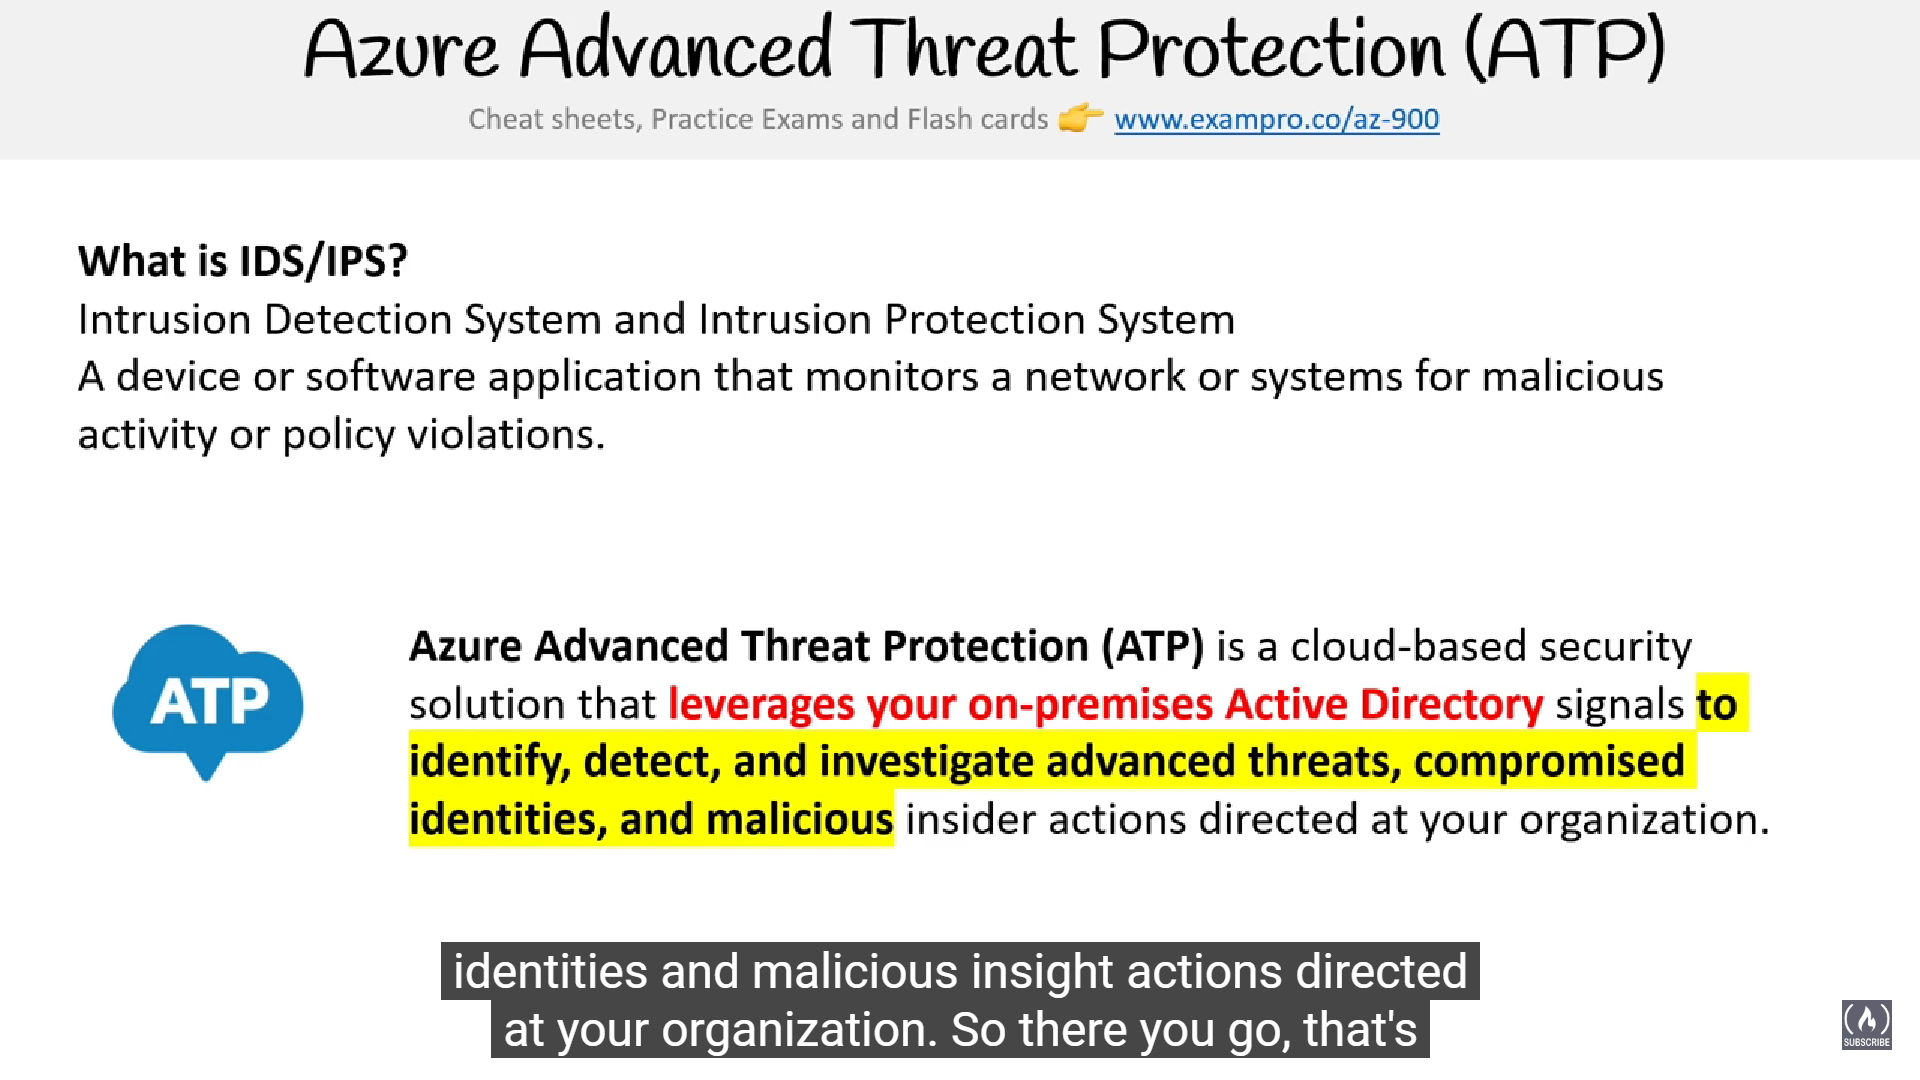 Azure Advanced Threat Protection (ATP)
Cheat sheets, Practice Exams and Flash cards 👉 www.exampro.co/az-900
What is IDS/IPS?
Intrusion Detection System and Intrusion Protection System
A device or software application that monitors a network or systems for malicious
activity or policy violations.
ATP
Azure Advanced Threat Protection (ATP) is a cloud-based security
solution that leverages your on-premises Active Directory signals to
identify, detect, and investigate advanced threats, compromised
identities, and malicious insider actions directed at your organization.
identities and malicious insight actions directed
at your organization. So there you go, that's
SUBSCRIBE